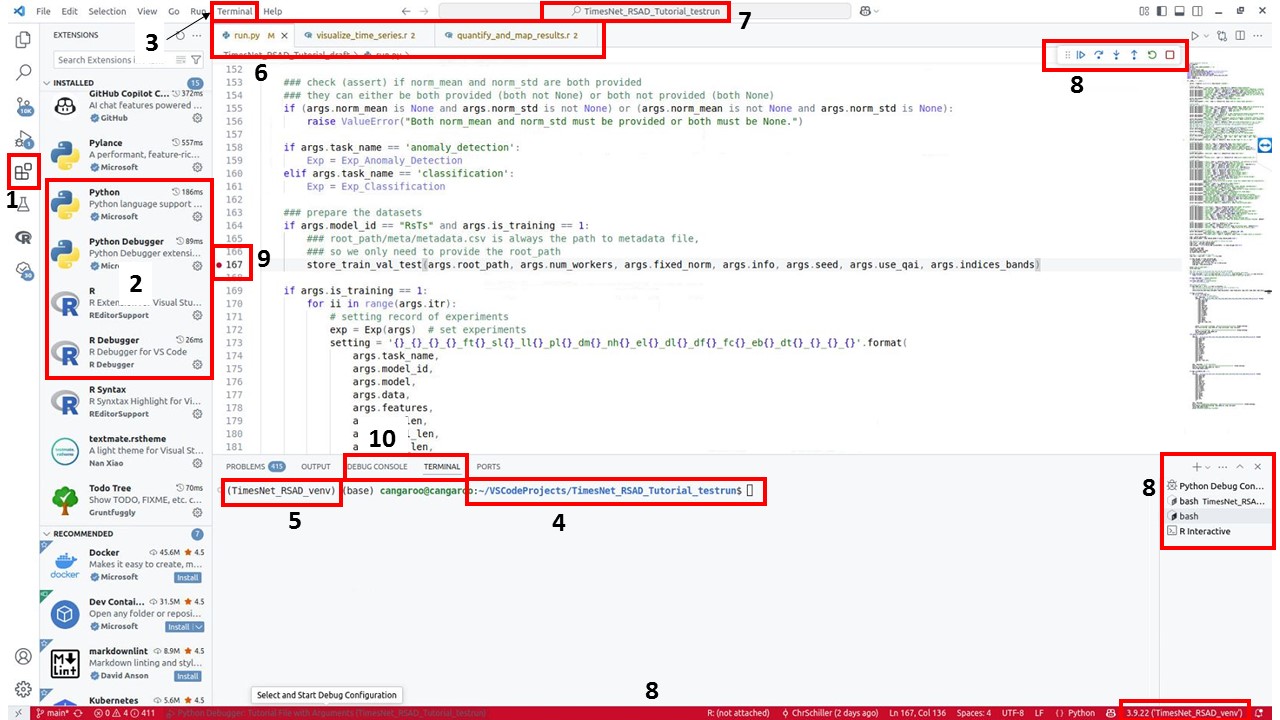 File Edit Selection View Go Run Terminal Help
TimesNet_RSAD_Tutorial_testrun
7
3
EXTENSIONS
run.py M
visualize_time_series.r 2
quantify_and_map_results.r 2
Search Extensions i
6
8
INSTALLED 15
GitHub Copilot C... 372ms
AI chat features powered ...
GitHub
Pylance 557ms
A performant, feature-ric...
Microsoft
Python 186ms
Python language support ...
Microsoft
Python Debugger 89ms
Python Debugger extensi...
Micr
R
R Extension for Visual Stu...
REditorSupport
R Debugger 26ms
R Debugger for VS Code
R Debugger
R Syntax
R Synxtax Highlight for Vi...
REditorSupport
textmate.rstheme
A light theme for Visual St...
Nan Xiao
Todo Tree 70ms
Show TODO, FIXME, etc. c...
Gruntfuggly
RECOMMENDED 7
Docker 45.6M 4.5
Makes it easy to create, m...
Microsoft Install
Dev Contai... 31.5M 4.5
Open any folder or reposi...
Microsoft Install
markdownlint 8.9M 4.5
Markdown linting and styl...
David Anson Install
Kubernetes 5.6M 4.5
10K
1
1
2
30
152
153 ### check (assert) if norm_mean and norm_std are both provided
154 ### they can either be both provided (both not None) or both not provided (both None)
155 if (args.norm_mean is None and args.norm_std is not None) or (args.norm_mean is not None and args.norm_std is None):
156 raise ValueError("Both norm_mean and norm_std must be provided or both must be None.")
157
158 if args.task_name == 'anomaly_detection':
159 Exp = Exp_Anomaly_Detection
160 elif args.task_name == 'classification':
161 Exp = Exp_Classification
162
163 ### prepare the datasets
164 if args.model_id == "RsTs" and args.is_training == 1:
165 ### root_path/meta/metadata.csv is always the path to metadata file,
166 ### so we only need to provide the root_path
167 store_train_val_test(args.root_path, args.num_workers, args.fixed_norm, args.info, args.seed, args.use_qai, args.indices_bands)
9
169 if args.is_training == 1:
170 for ii in range(args.itr):
171 # setting record of experiments
172 exp = Exp(args) # set experiments
173 setting = '{}_{}_{}_{}_ft{}_sl{}_ll{}_pl{}_dm{}_nh{}_el{}_dl{}_df{}_fc{}_eb{}_dt{}_{}_{}_{}'.format(
174 args.task_name,
175 args.model_id,
176 args.model,
177 args.data,
178 args.features,
179 a len,
180 a l_len,
181 a len,
10
PROBLEMS 415 OUTPUT DEBUG CONSOLE TERMINAL PORTS
(TimesNet_RSAD_venv) (base) cangaroo@cangaroo:~/VSCodeProjects/TimesNet_RSAD_Tutorial_testrun$
5
4
8
Python Debug Con...
bash TimesNet_RSA...
bash
R Interactive
Select and Start Debug Configuration
8
main* 0 4 411 Python Debugger: Tutorial File with Arguments (TimesNet_RSAD_Tutorial_testrun)
R: (not attached) ChrSchiller (2 days ago) Ln 167, Col 136 Spaces: 4 UTF-8 LF { } Python 3.9.22 ('TimesNet_RSAD_venv')